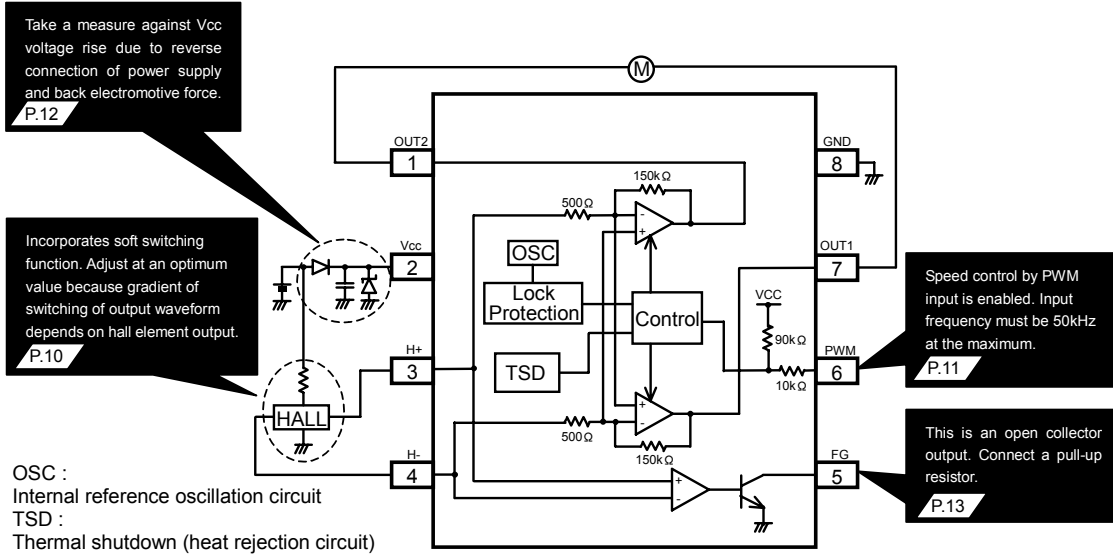 Take a measure against Vcc
voltage rise due to reverse
connection of power supply
and back electromotive force.
P.12
M
OUT2
1
GND
8
150kΩ
500Ω
-
+
Incorporates soft switching
function. Adjust at an optimum
value because gradient of
switching of output waveform
depends on hall element output.
P.10
Vcc
2
OSC
Lock
Protection
Control
TSD
OUT1
7
VCC
90kΩ
10kΩ
PWM
6
Speed control by PWM
input is enabled. Input
frequency must be 50kHz
at the maximum.
P.11
H+
3
HALL
+
-
500Ω
150kΩ
H-
4
+
-
FG
5
This is an open collector
output. Connect a pull-up
resistor.
P.13
OSC :
Internal reference oscillation circuit
TSD :
Thermal shutdown (heat rejection circuit)